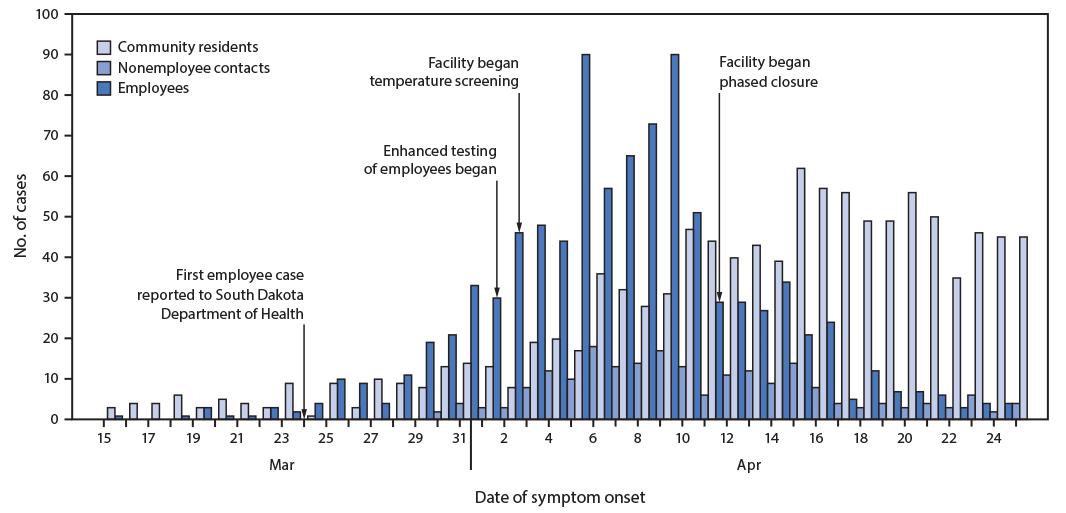 100
90
80
70
60
50
40
30
20
10
0
No. of cases
Community residents
Nonemployee contacts
Employees
Facility began
temperature screening
Enhanced testing
of employees began
First employee case
reported to South Dakota
Department of Health
Facility began
phased closure
15 17 19 21 23 25 27 29 31 2 4 6 8 10 12 14 16 18 20 22 24
Mar Apr
Date of symptom onset